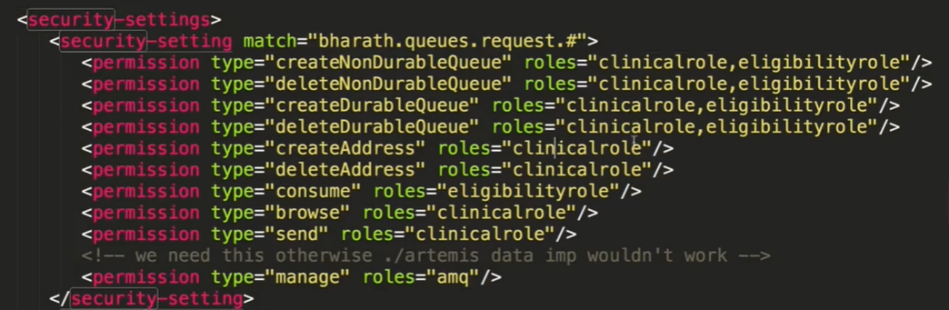 <security-settings>
<security-setting match="bharath.queues.request.#">
<permission type="createNonDurableQueue" roles="clinicalrole,eligibilityrole"/>
<permission type="deleteNonDurableQueue" roles="clinicalrole,eligibilityrole"/>
<permission type="createDurableQueue" roles="clinicalrole,eligibilityrole"/>
<permission type="deleteDurableQueue" roles="clinicalrole,eligibilityrole"/>
<permission type="createAddress" roles="clinicalrole"/>
<permission type="deleteAddress" roles="clinicalrole"/>
<permission type="consume" roles="eligibilityrole"/>
<permission type="browse" roles="clinicalrole"/>
<permission type="send" roles="clinicalrole"/>
<!-- we need this otherwise ./artemis data imp wouldn't work -->
<permission type="manage" roles="amq"/>
</security-setting>